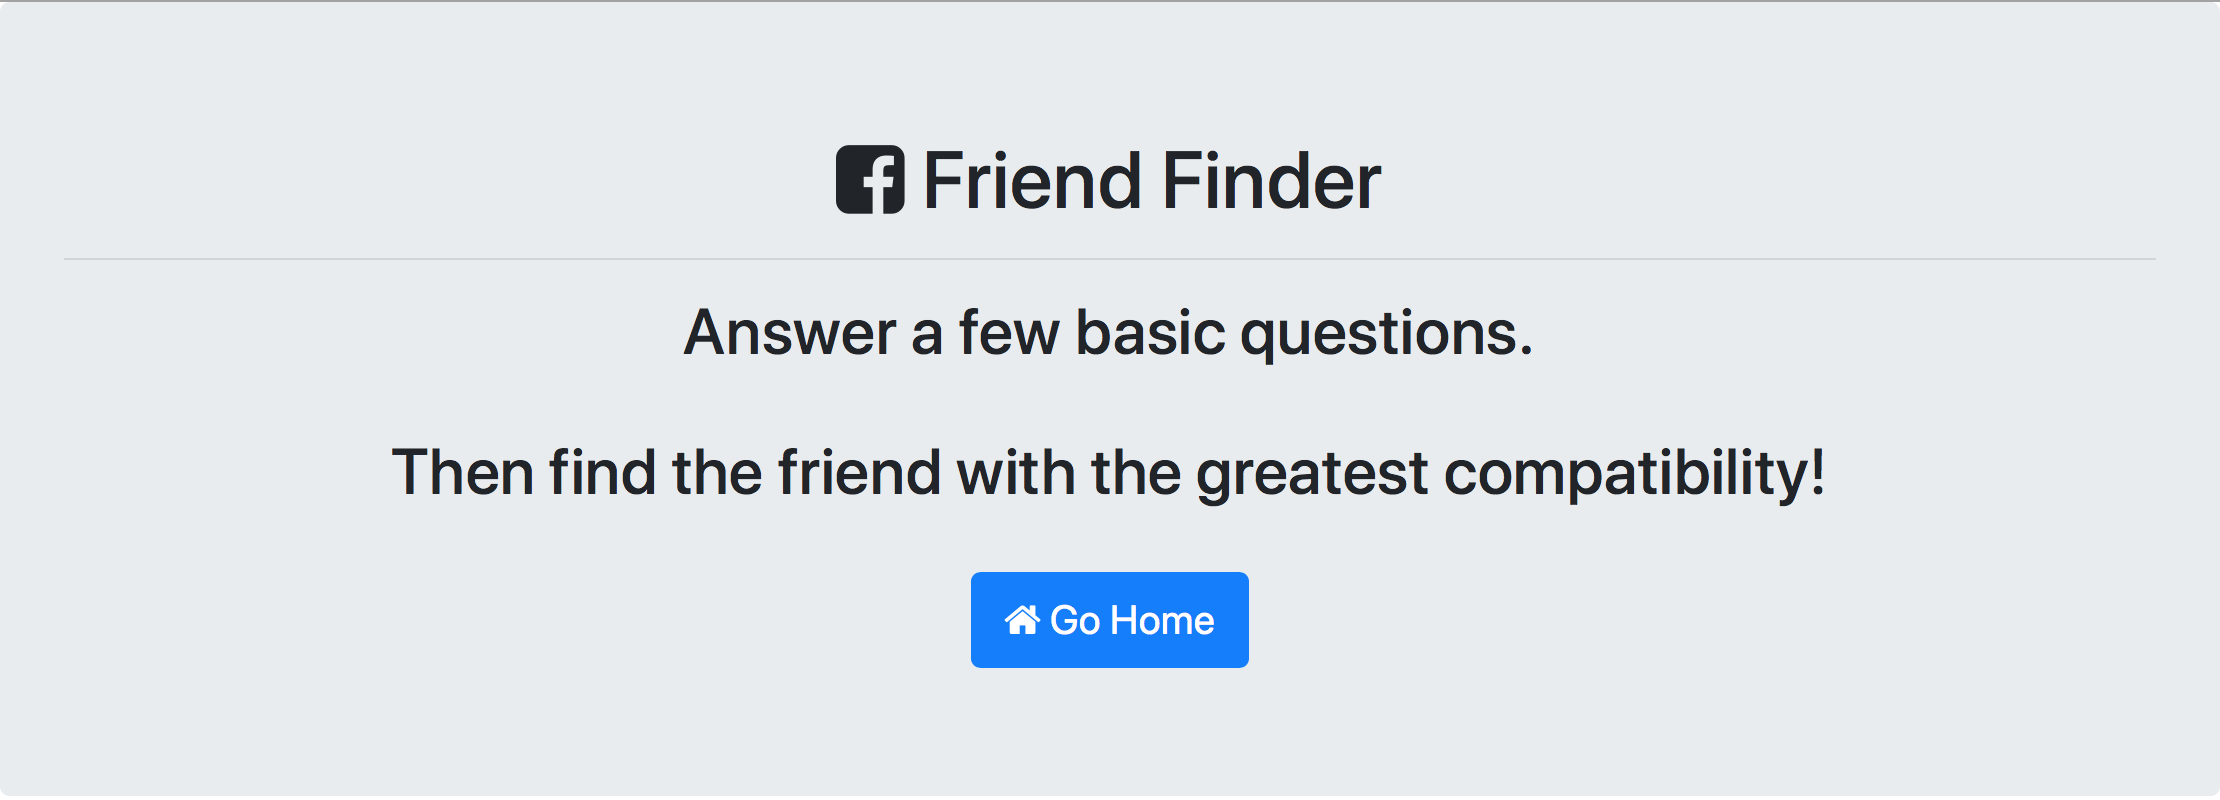 Friend Finder
Answer a few basic questions.
Then find the friend with the greatest compatibility!
Go Home